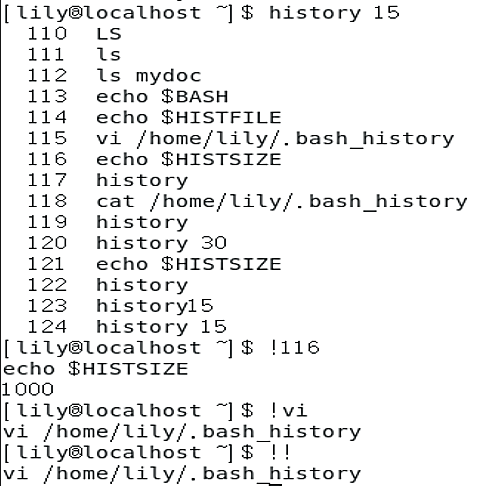 [lily@localhost ~]$ history 15
110 LS
111 ls
112 ls mydoc
113 echo $BASH
114 echo $HISTFILE
115 vi /home/lily/.bash_history
116 echo $HISTSIZE
117 history
118 cat /home/lily/.bash_history
119 history
120 history 30
121 echo $HISTSIZE
122 history
123 history15
124 history 15
[lily@localhost ~]$ !116
echo $HISTSIZE
1000
[lily@localhost ~]$ !vi
vi /home/lily/.bash_history
[lily@localhost ~]$ !!
vi /home/lily/.bash_history